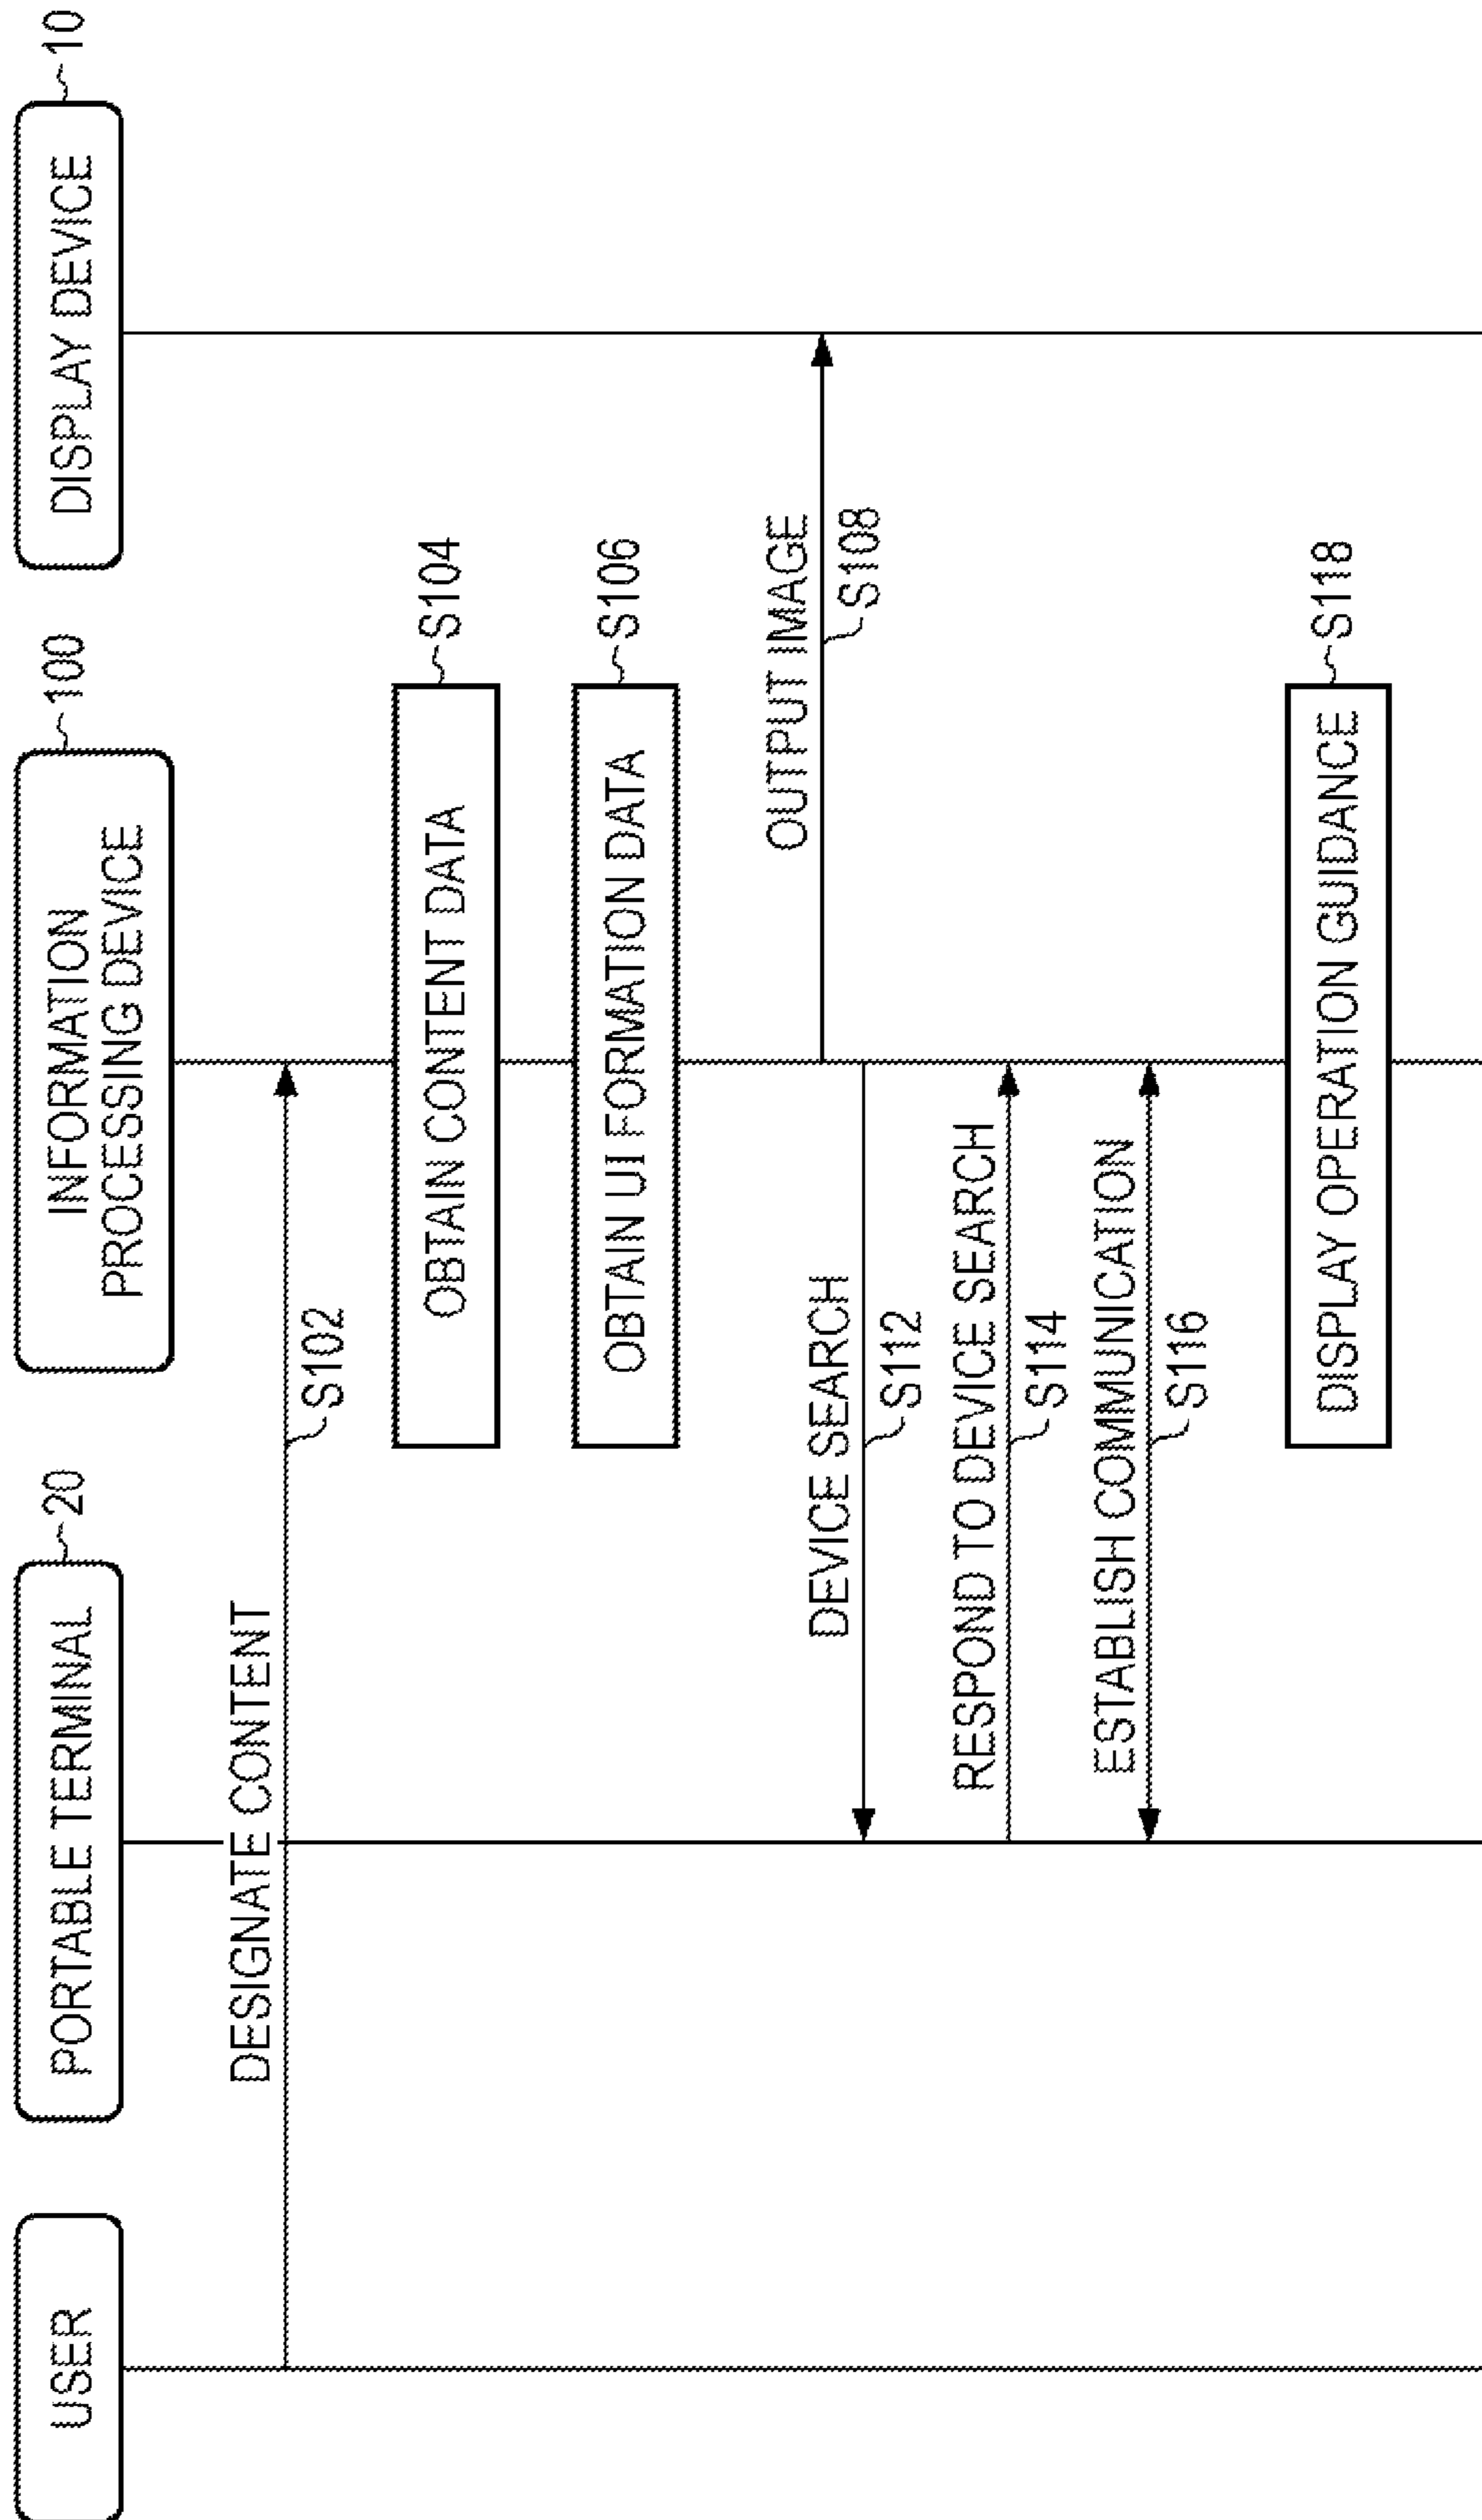 USER
PORTABLE TERMINAL
20
INFORMATION
PROCESSING DEVICE
100
DISPLAY DEVICE
10
DESIGNATE CONTENT
S102
OBTAIN CONTENT DATA
S104
OBTAIN UI FORMATION DATA
S106
OUTPUT IMAGE
S108
DEVICE SEARCH
S112
RESPOND TO DEVICE SEARCH
S114
ESTABLISH COMMUNICATION
S116
DISPLAY OPERATION GUIDANCE
S118